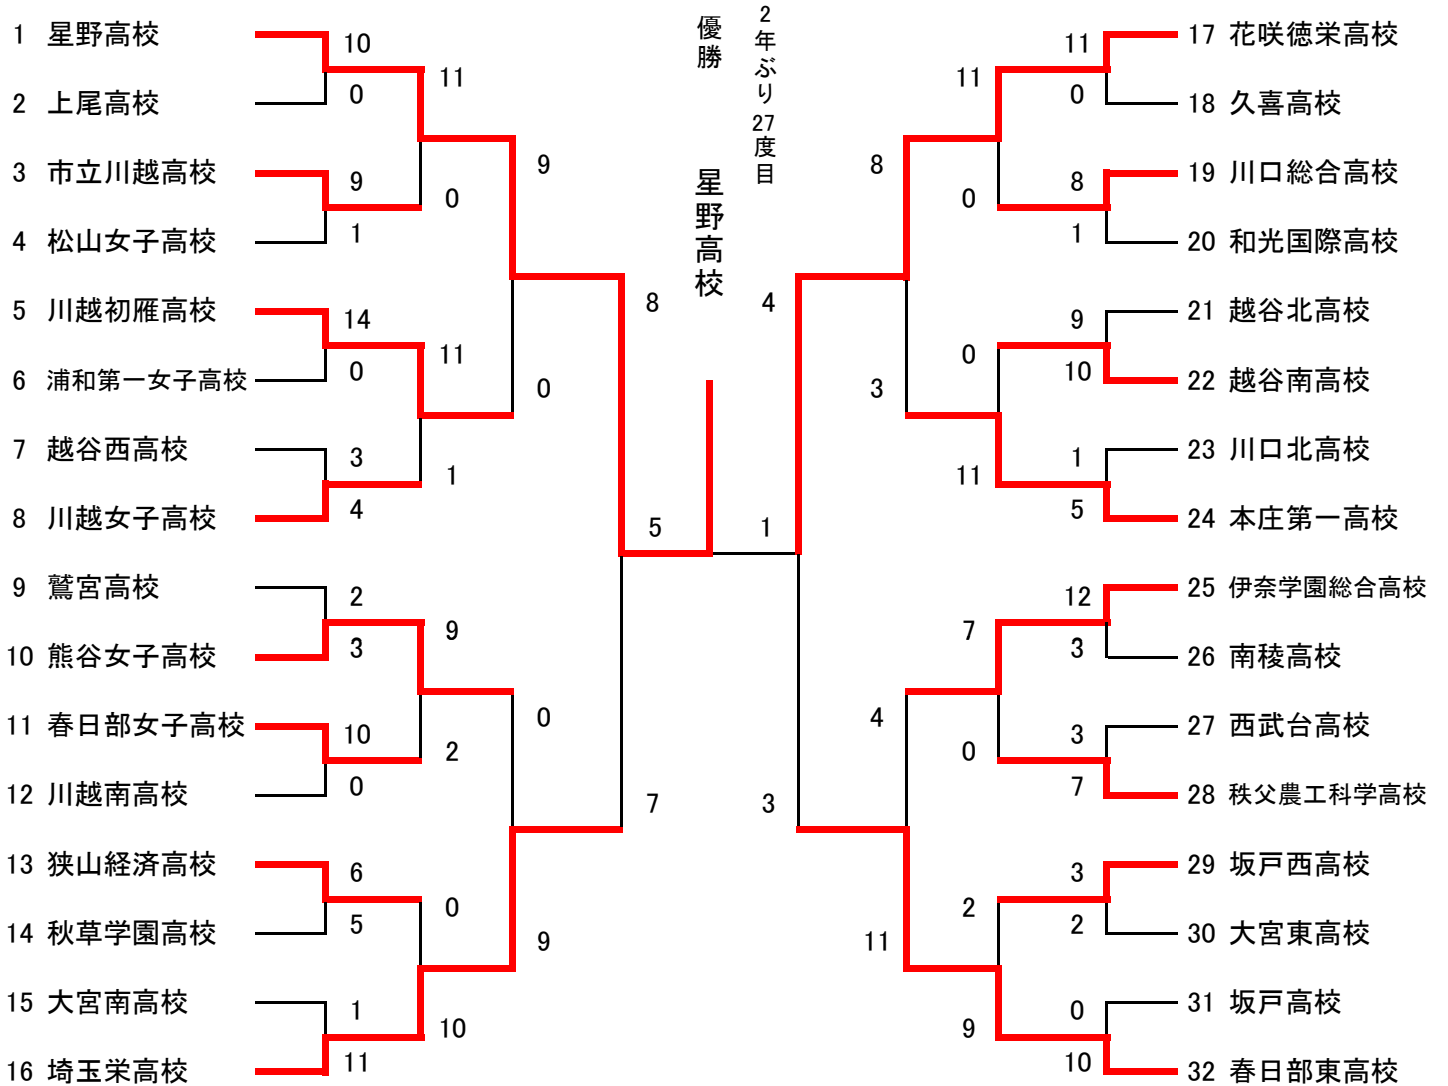 優勝
2年ぶり27度目
星野高校
1 星野高校
10
0
2 上尾高校
11
3 市立川越高校
9
1
4 松山女子高校
0
9
5 川越初雁高校
14
0
6 浦和第一女子高校
11
7 越谷西高校
3
4
8 川越女子高校
1
0
8
9 鷲宮高校
2
3
10 熊谷女子高校
9
11 春日部女子高校
10
0
12 川越南高校
2
0
13 狭山経済高校
6
5
14 秋草学園高校
0
15 大宮南高校
1
11
16 埼玉栄高校
10
9
7
5
1
17 花咲徳栄高校
11
0
18 久喜高校
11
19 川口総合高校
8
1
20 和光国際高校
0
8
21 越谷北高校
9
10
22 越谷南高校
0
23 川口北高校
1
5
24 本庄第一高校
11
3
4
25 伊奈学園総合高校
12
3
26 南稜高校
7
27 西武台高校
3
7
28 秩父農工科学高校
0
4
29 坂戸西高校
3
2
30 大宮東高校
2
31 坂戸高校
0
10
32 春日部東高校
9
11
3